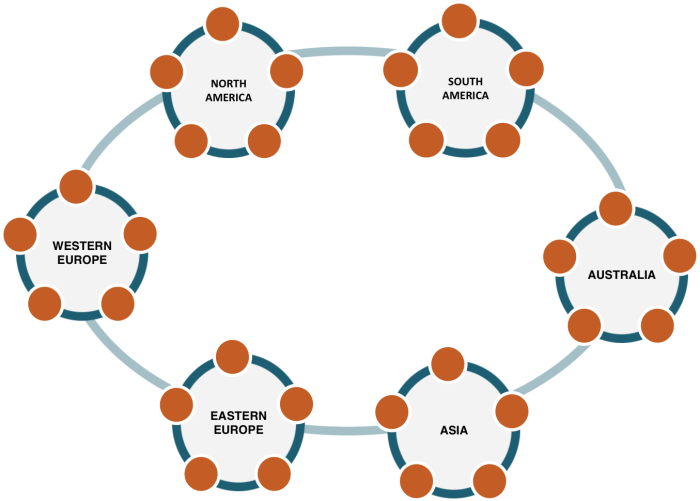 NORTH
AMERICA
SOUTH
AMERICA
WESTERN
EUROPE
AUSTRALIA
EASTERN
EUROPE
ASIA